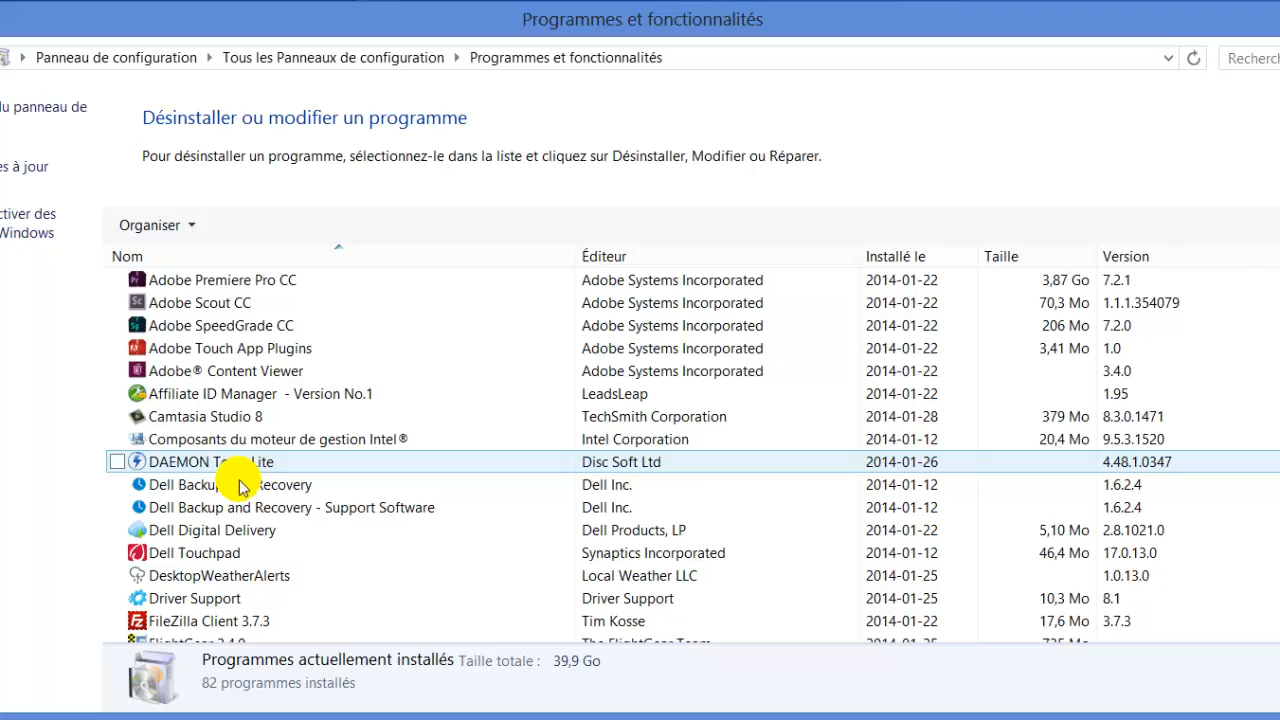 Programmes et fonctionnalités
Panneau de configuration Tous les Panneaux de configuration Programmes et fonctionnalités
Recherc
du panneau de
es à jour
ctiver des
Windows
Désinstaller ou modifier un programme
Pour désinstaller un programme, sélectionnez-le dans la liste et cliquez sur Désinstaller, Modifier ou Réparer.
Organiser
Nom Éditeur Installé le Taille Version
Adobe Premiere Pro CC Adobe Systems Incorporated 2014-01-22 3,87 Go 7.2.1
Adobe Scout CC Adobe Systems Incorporated 2014-01-22 70,3 Mo 1.1.1.354079
Adobe SpeedGrade CC Adobe Systems Incorporated 2014-01-22 206 Mo 7.2.0
Adobe Touch App Plugins Adobe Systems Incorporated 2014-01-22 3,41 Mo 1.0
Adobe® Content Viewer Adobe Systems Incorporated 2014-01-22 3.4.0
Affiliate ID Manager - Version No.1 LeadsLeap 2014-01-22 1.95
Camtasia Studio 8 TechSmith Corporation 2014-01-28 379 Mo 8.3.0.1471
Composants du moteur de gestion Intel® Intel Corporation 2014-01-12 20,4 Mo 9.5.3.1520
DAEMON Lite Disc Soft Ltd 2014-01-26 4.48.1.0347
Dell Backup Recovery Dell Inc. 2014-01-12 1.6.2.4
Dell Backup and Recovery - Support Software Dell Inc. 2014-01-12 1.6.2.4
Dell Digital Delivery Dell Products, LP 2014-01-22 5,10 Mo 2.8.1021.0
Dell Touchpad Synaptics Incorporated 2014-01-12 46,4 Mo 17.0.13.0
DesktopWeatherAlerts Local Weather LLC 2014-01-25 1.0.13.0
Driver Support Driver Support 2014-01-25 10,3 Mo 8.1
FileZilla Client 3.7.3 Tim Kosse 2014-01-22 17,6 Mo 3.7.3
Programmes actuellement installés Taille totale : 39,9 Go
82 programmes installés